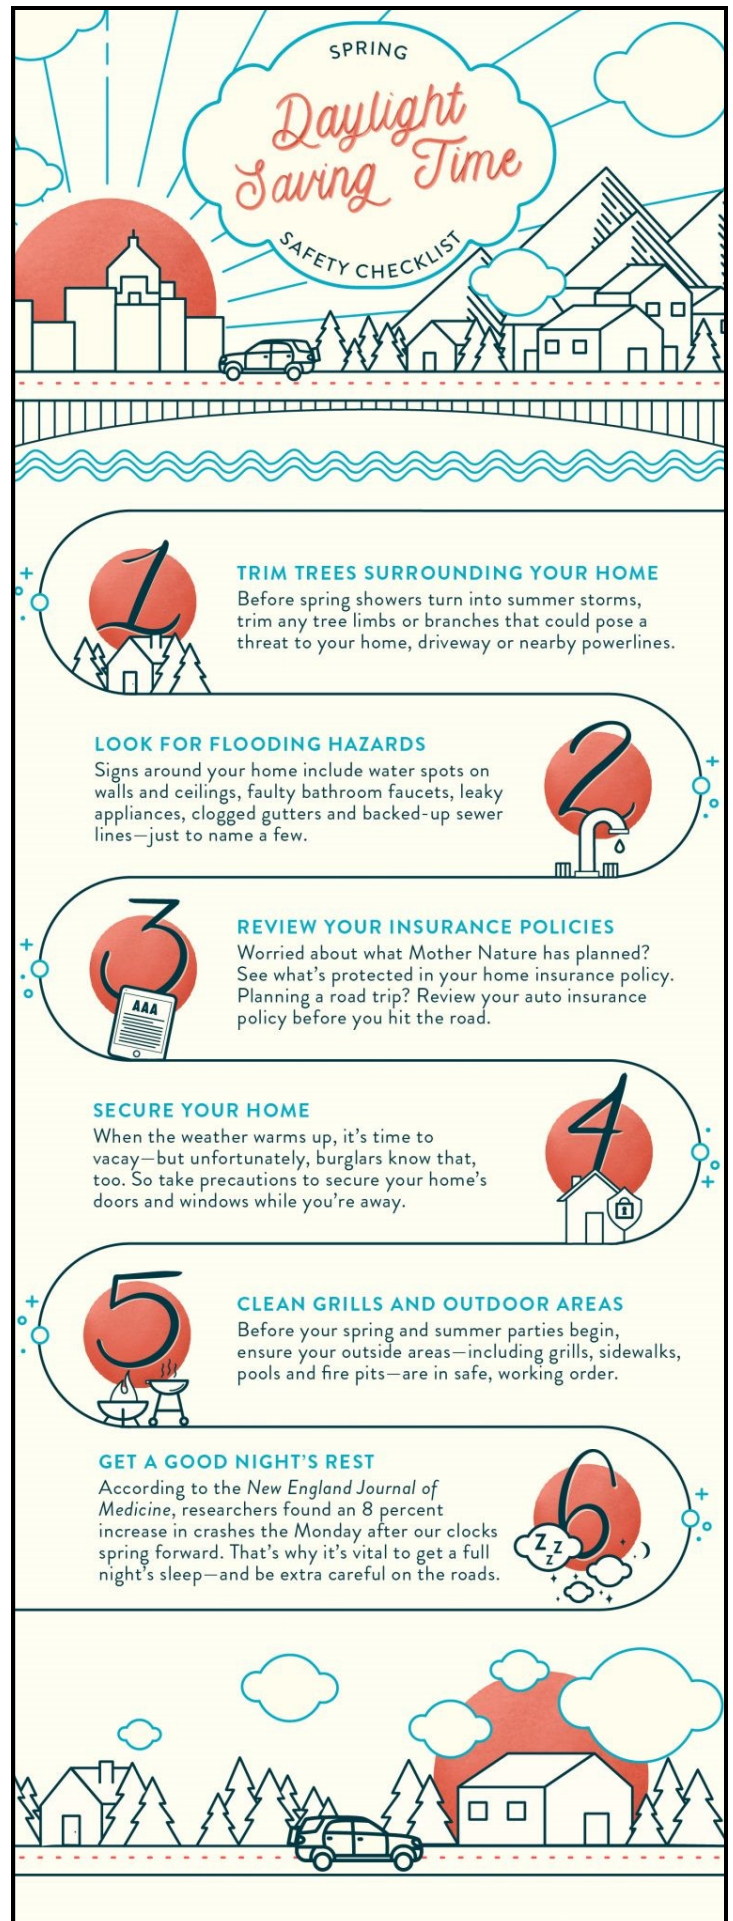 SPRING
Daylight
Saving Time
SAFETY CHECKLIST
1
TRIM TREES SURROUNDING YOUR HOME
Before spring showers turn into summer storms,
trim any tree limbs or branches that could pose a
threat to your home, driveway or nearby powerlines.
LOOK FOR FLOODING HAZARDS
Signs around your home include water spots on
walls and ceilings, faulty bathroom faucets, leaky
appliances, clogged gutters and backed-up sewer
lines—just to name a few.
2
3
AAA
REVIEW YOUR INSURANCE POLICIES
Worried about what Mother Nature has planned?
See what's protected in your home insurance policy.
Planning a road trip? Review your auto insurance
policy before you hit the road.
SECURE YOUR HOME
When the weather warms up, it's time to
vacay—but unfortunately, burglars know that,
too. So take precautions to secure your home's
doors and windows while you're away.
4
5
CLEAN GRILLS AND OUTDOOR AREAS
Before your spring and summer parties begin,
ensure your outside areas—including grills, sidewalks,
pools and fire pits—are in safe, working order.
GET A GOOD NIGHT'S REST
According to the New England Journal of
Medicine, researchers found an 8 percent
increase in crashes the Monday after our clocks
spring forward. That's why it's vital to get a full
night's sleep—and be extra careful on the roads.
6
Z Z Z